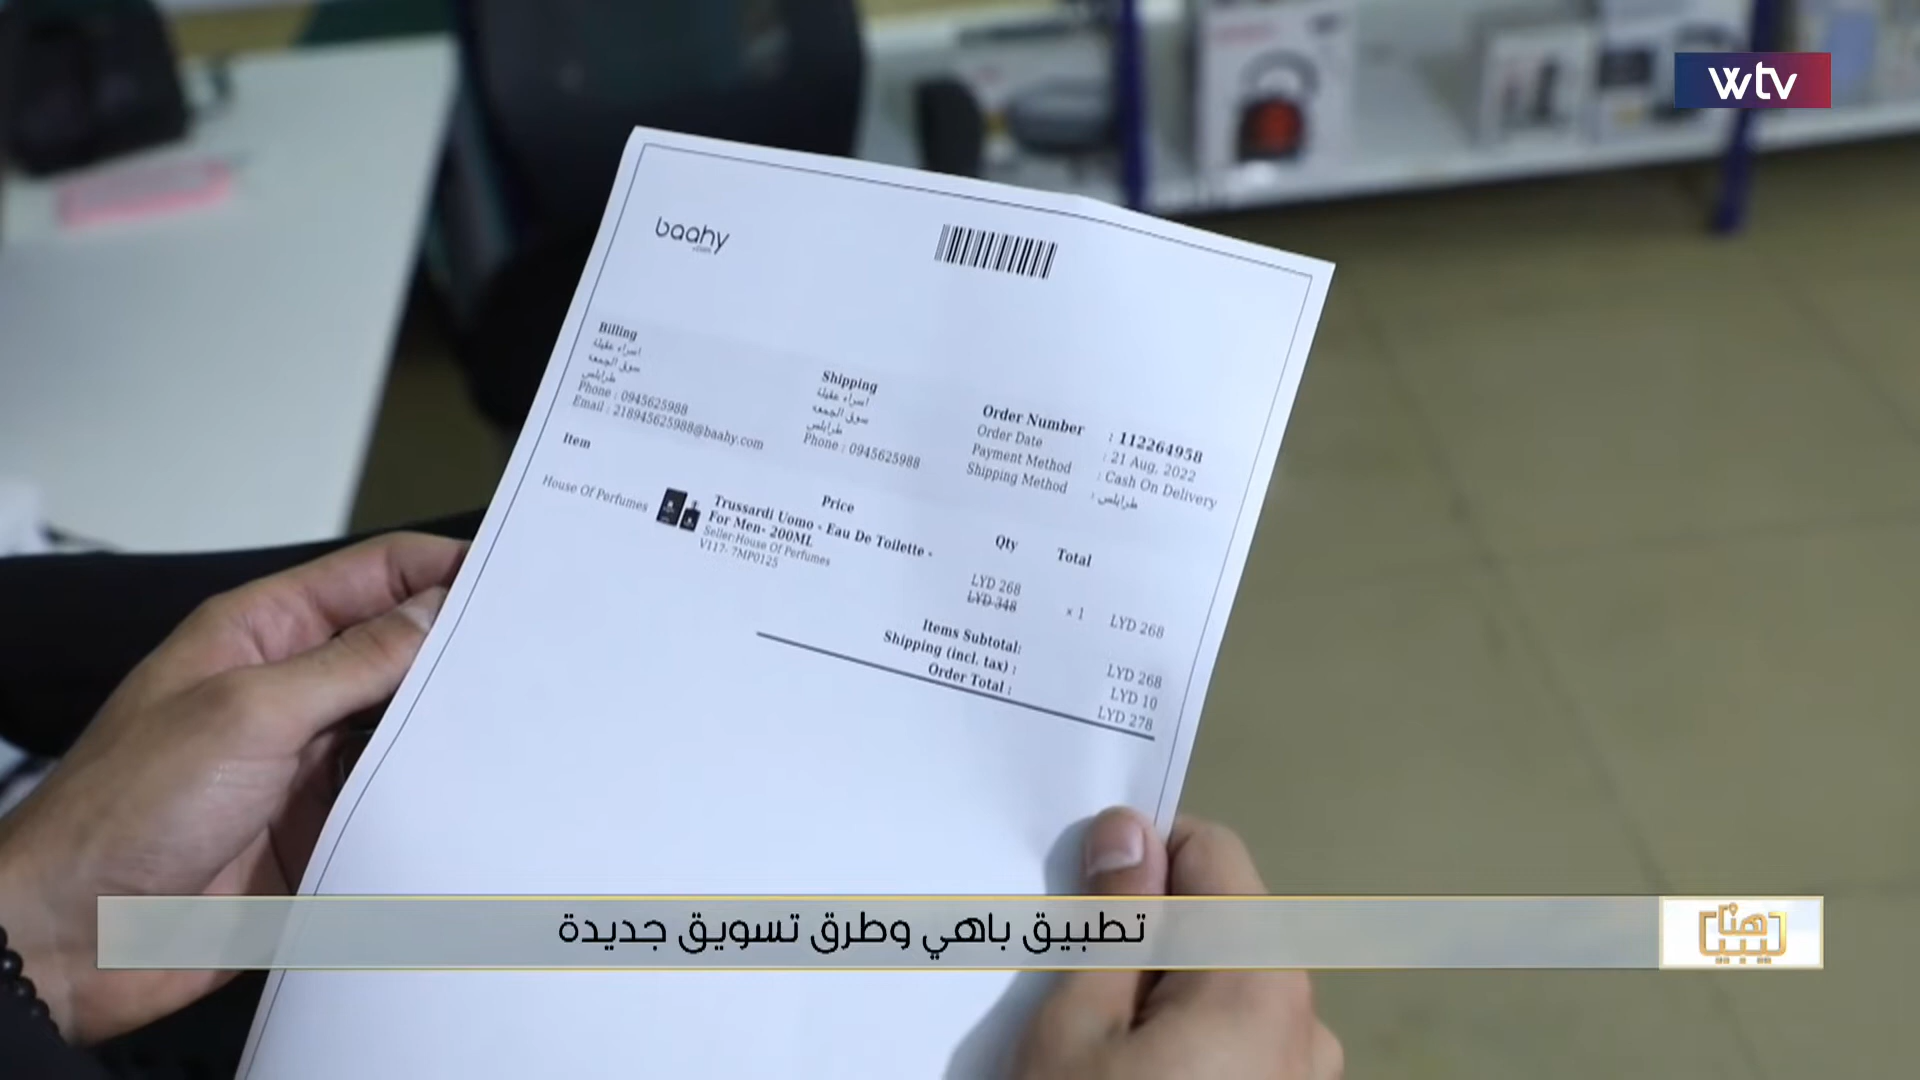 wtv
baahy
.com
Billing
اسراء عقيلة
سوق الجمعه
طرابلس
Phone : 0945625988
Email : 218945625988@baahy.com
Shipping
اسراء عقيلة
سوق الجمعه
طرابلس
Phone : 0945625988
Order Number : 112264958
Order Date : 21 Aug, 2022
Payment Method : Cash On Delivery
Shipping Method : طرابلس
Item Price Qty Total
House Of Perfumes
Trussardi Uomo - Eau De Toilette -
For Men- 200ML
Seller:House Of Perfumes
V117- 7MP0125
LYD 268 × 1 LYD 268
LYD 348
Items Subtotal: LYD 268
Shipping (incl. tax) : LYD 10
Order Total : LYD 278
تطبيق باهي وطرق تسويق جديدة
هنا
ليبيا